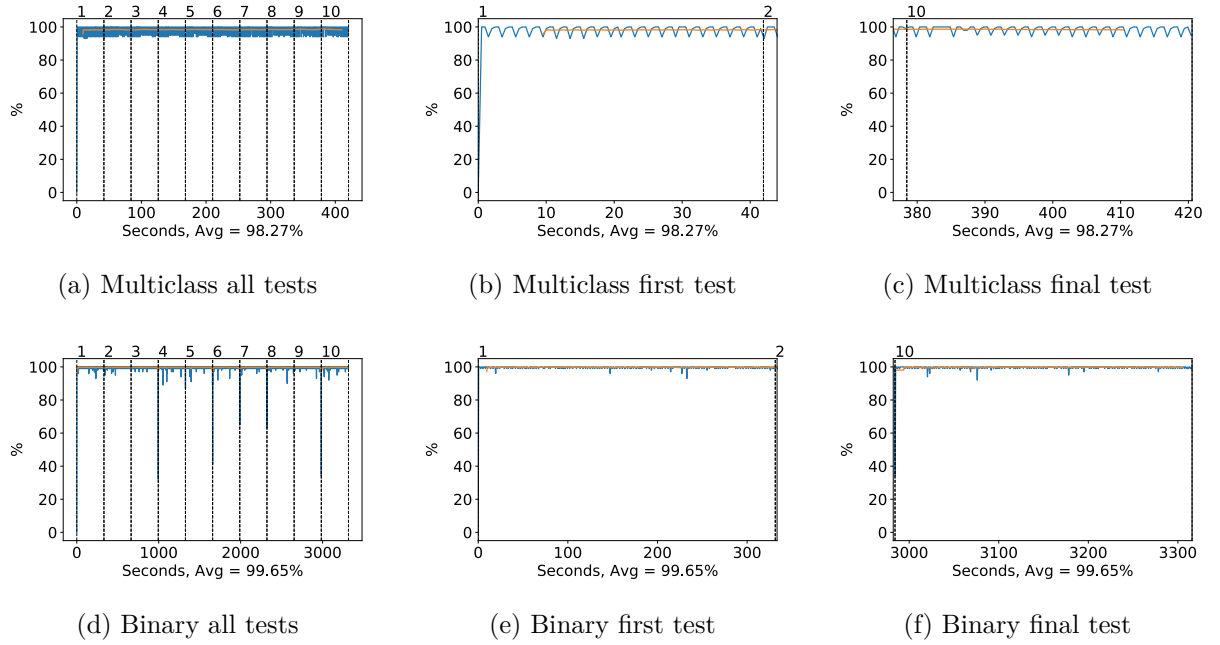 1 2 3 4 5 6 7 8 9 10
100
80
60
40
20
0
%
0 100 200 300 400
Seconds, Avg = 98.27%
(a) Multiclass all tests
1 2
100
80
60
40
20
0
%
0 10 20 30 40
Seconds, Avg = 98.27%
(b) Multiclass first test
10
100
80
60
40
20
0
%
380 390 400 410 420
Seconds, Avg = 98.27%
(c) Multiclass final test
1 2 3 4 5 6 7 8 9 10
100
80
60
40
20
0
%
0 1000 2000 3000
Seconds, Avg = 99.65%
(d) Binary all tests
1 2
100
80
60
40
20
0
%
0 100 200 300
Seconds, Avg = 99.65%
(e) Binary first test
10
100
80
60
40
20
0
%
3000 3100 3200 3300
Seconds, Avg = 99.65%
(f) Binary final test